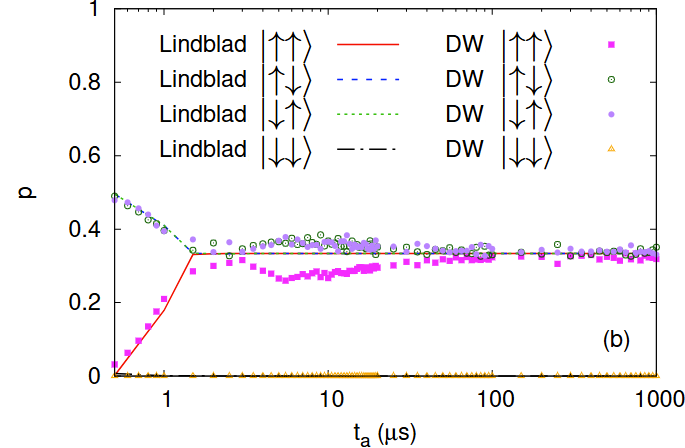 p
1
0.8
0.6
0.4
0.2
0
Lindblad |↑↑⟩ DW |↑↑⟩
Lindblad |↑↓⟩ DW |↑↓⟩
Lindblad |↓↑⟩ DW |↓↑⟩
Lindblad |↓↓⟩ DW |↓↓⟩
(b)
1 10 100 1000
tₐ (μs)